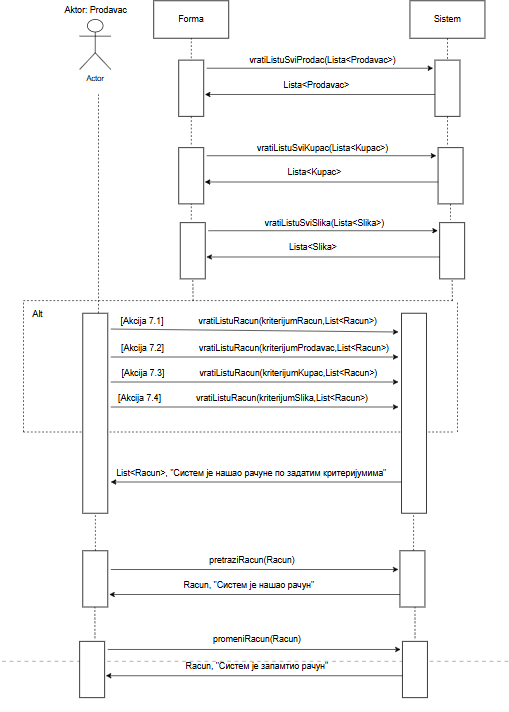 Aktor: Prodavac
Forma
Sistem
Actor
vratiListuSviProdac(Lista<Prodavac>)
Lista<Prodavac>
vratiListuSviKupac(Lista<Kupac>)
Lista<Kupac>
vratiListuSviSlika(Lista<Slika>)
Lista<Slika>
Alt
[Akcija 7.1] vratiListuRacun(kriterijumRacun,List<Racun>)
[Akcija 7.2] vratiListuRacun(kriterijumProdavac,List<Racun>)
[Akcija 7.3] vratiListuRacun(kriterijumKupac,List<Racun>)
[Akcija 7.4] vratiListuRacun(kriterijumSlika,List<Racun>)
List<Racun>, "Систем је нашао рачуне по задатим критеријумима"
pretraziRacun(Racun)
Racun, "Систем је нашао рачун"
promeniRacun(Racun)
Racun, "Систем је запамтио рачун"